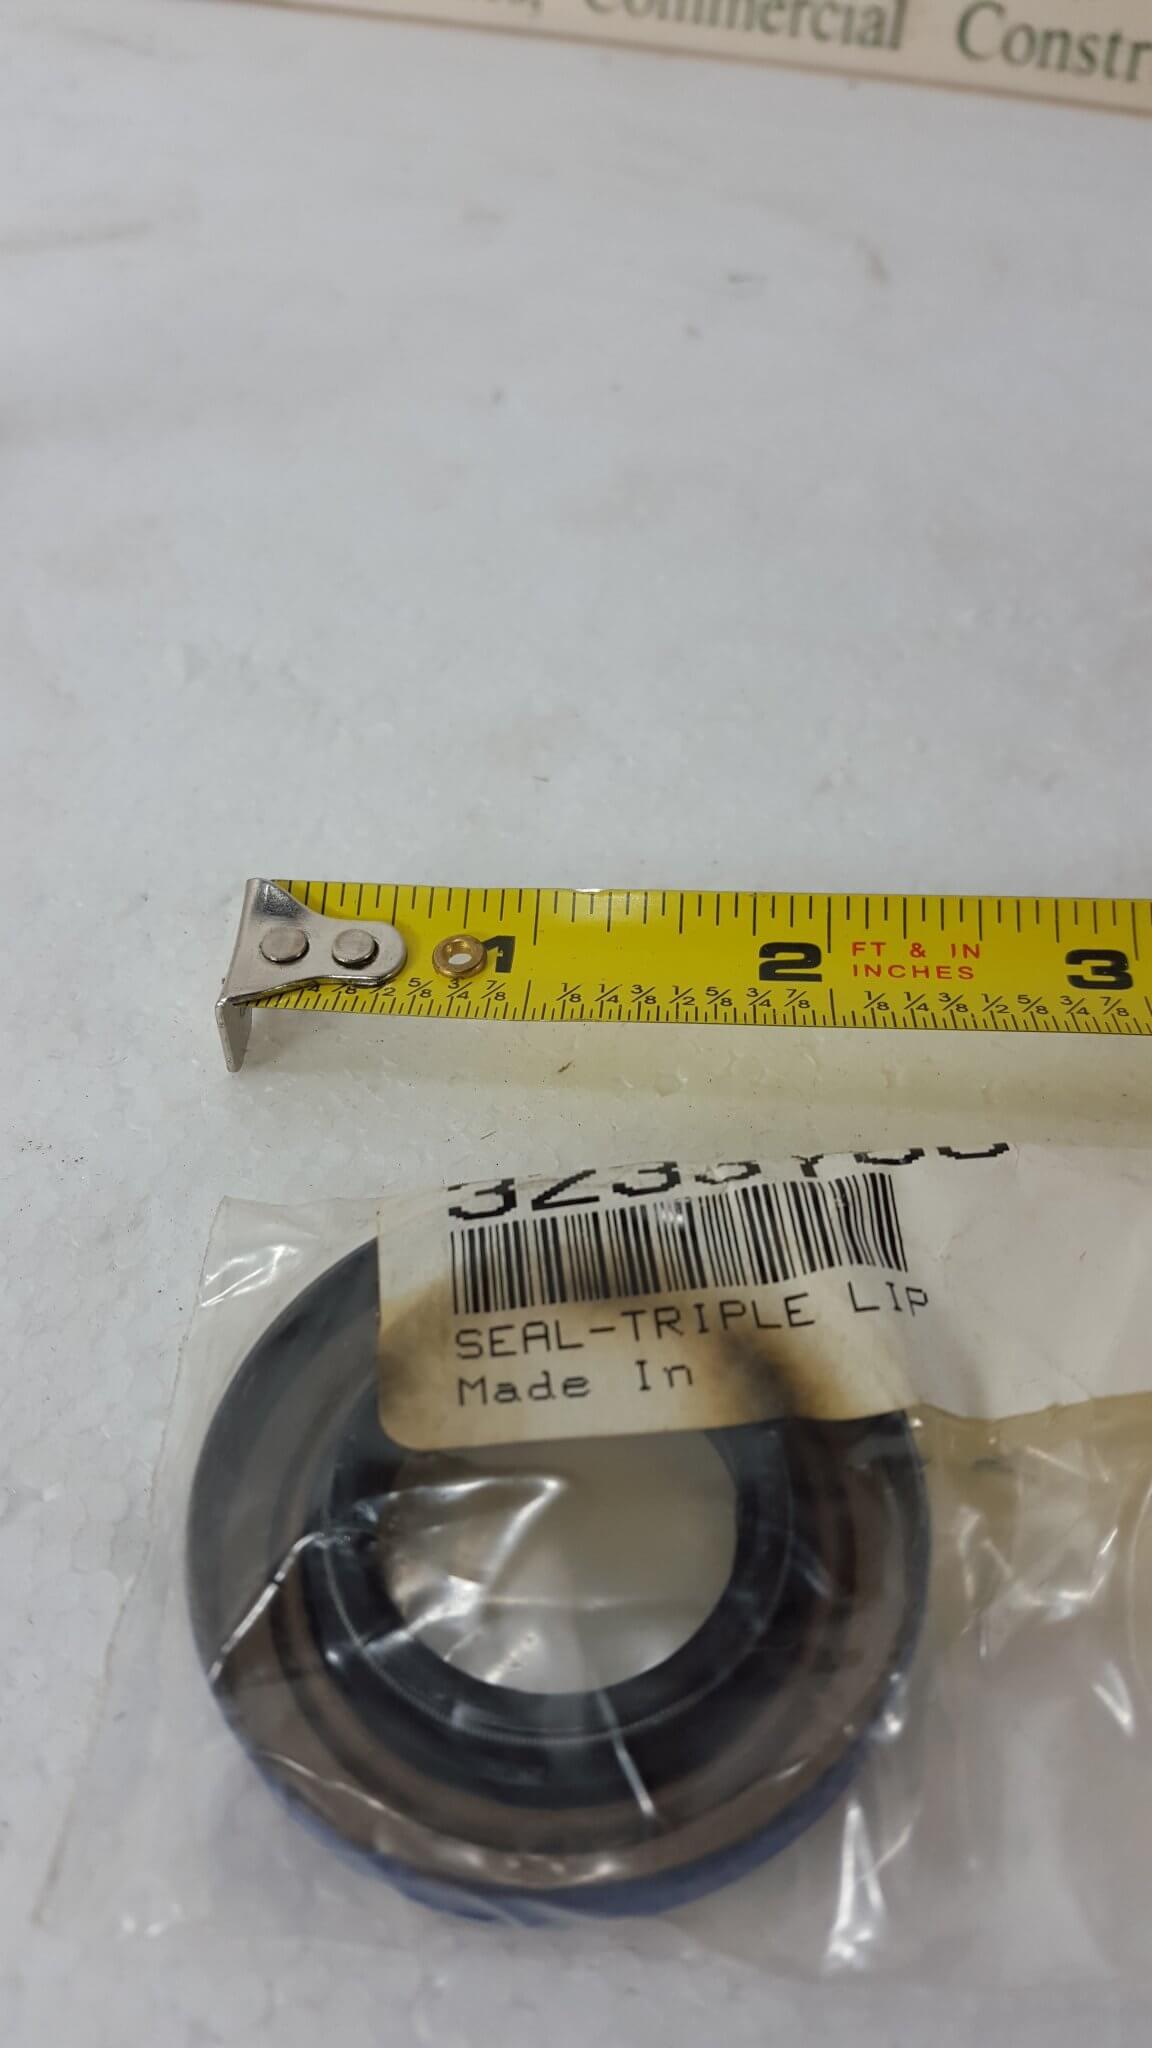 Commercial Constr
1 2 FT & IN 3
INCHES
1/2 5/8 3/4 7/8 1/8 1/4 3/8 1/2 5/8 3/4 7/8 1/8 1/4 3/8 1/2 5/8 3/4 7/8
SEAL-TRIPLE LIP
Made In